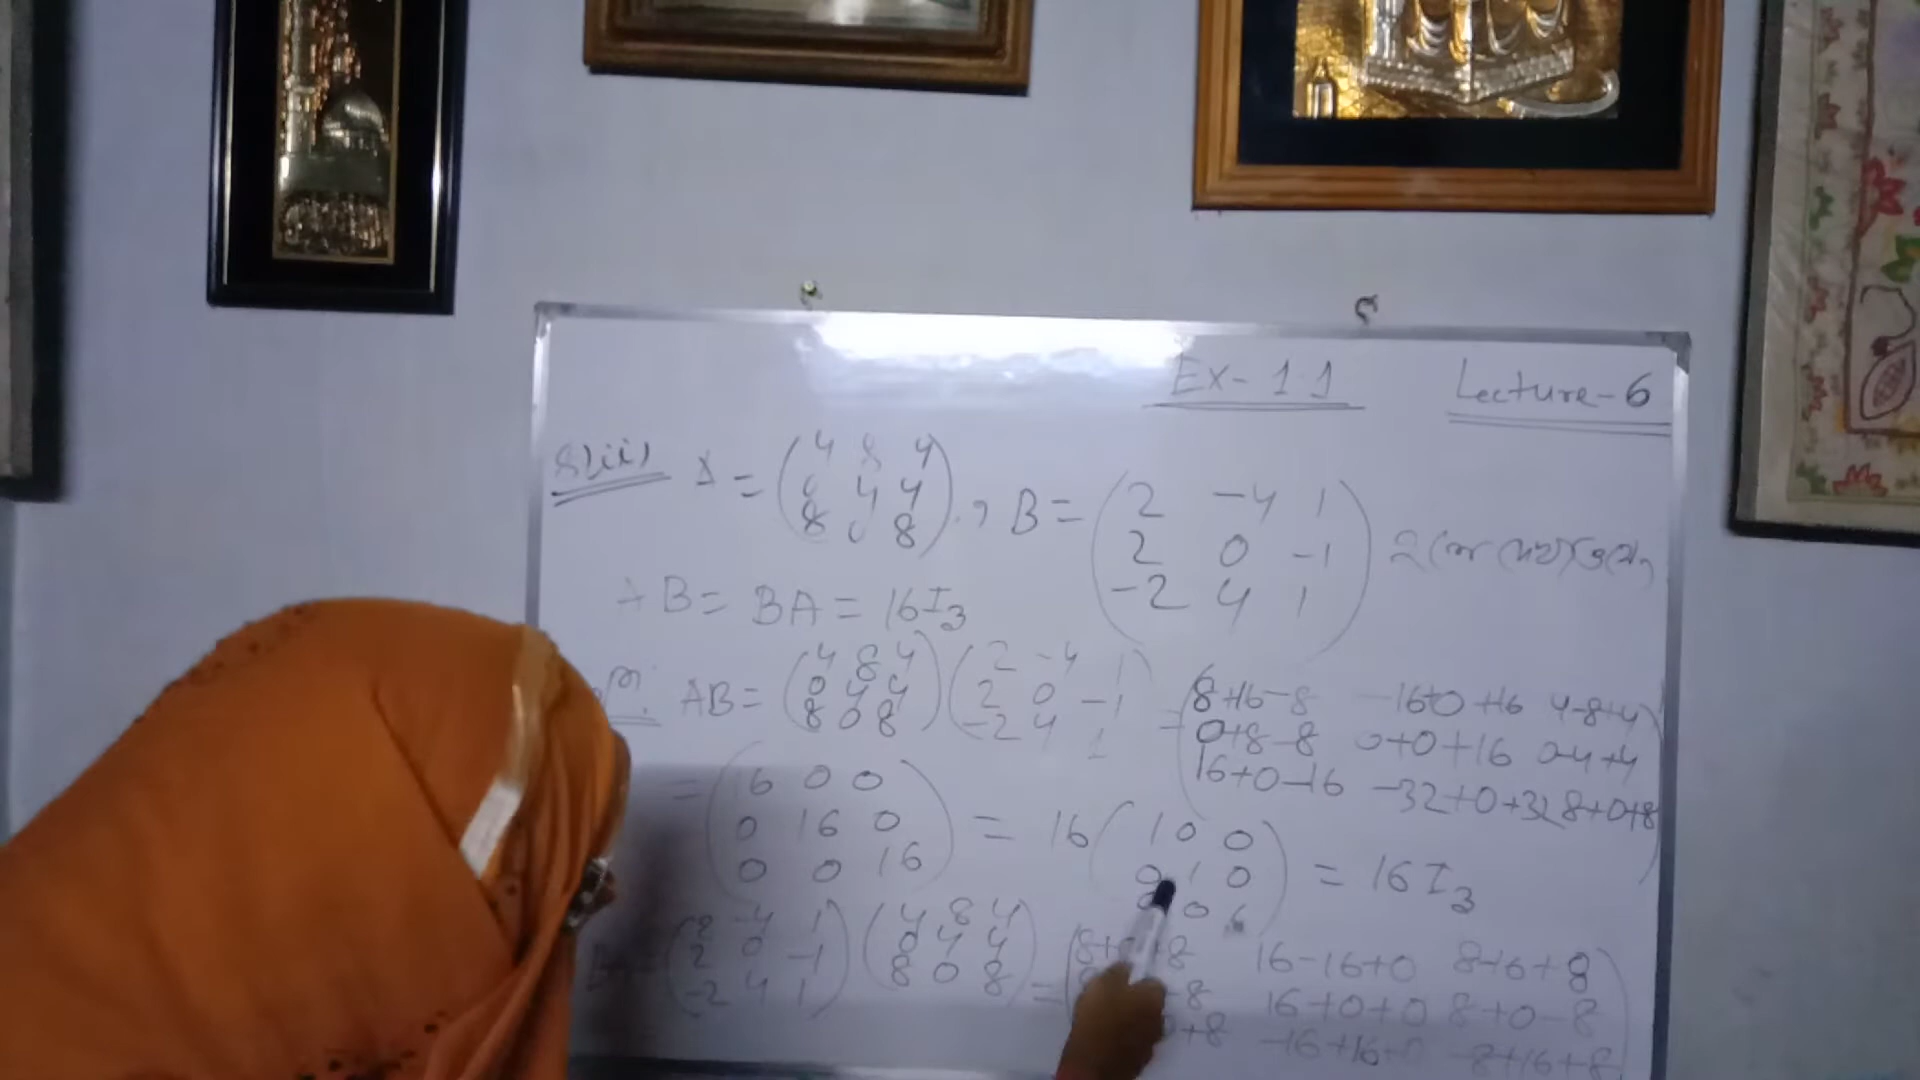 Ex-1.1 Lecture-6
8(ii) A = (4 8 4
0 4 4
8 0 8), B = (2 -4 1
2 0 -1
-2 4 1)
AB = BA = 16I3
AB = (4 8 4
0 4 4
8 0 8) (2 -4 1
2 0 -1
-2 4 1) = (8+16-8 -16+0+16 4-8+4
0+8-8 0+0+16 0-4+4
16+0-16 -32+0+32 8+0+8)
= (16 0 0
0 16 0
0 0 16) = 16 (1 0 0
0 1 0
0) = 16I3
(2 -4 1
2 0 -1
-2 4 1) (4 8 4
0 4 4
8 0 8) = (8+ +8 16-16+0 8-16+8
-8 16+0+0 8+0-8
+8 -16+16 -8+16+8)